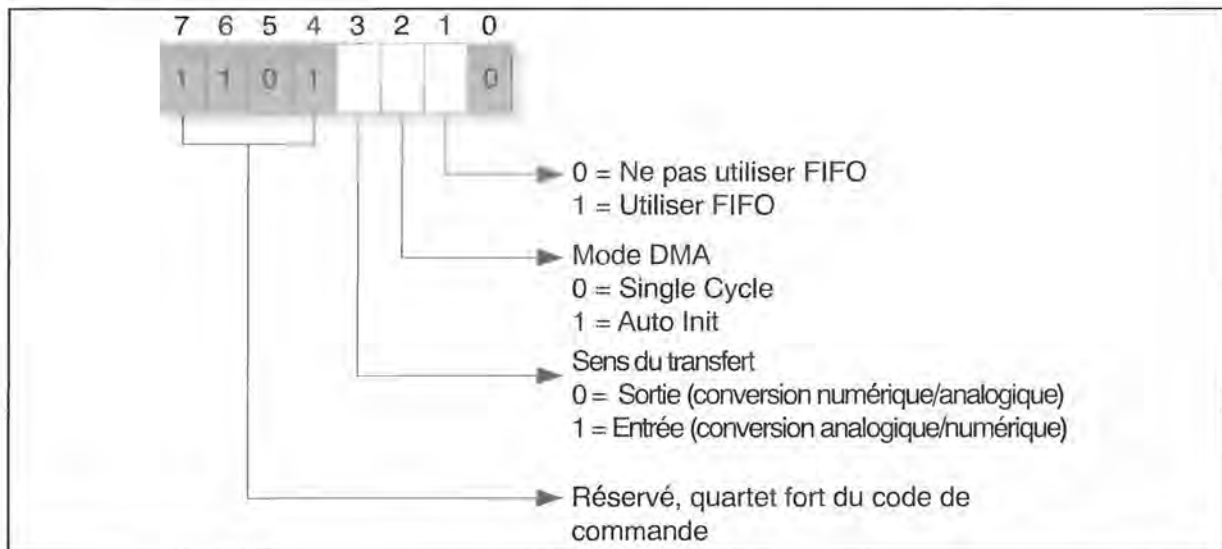 7 6 5 4 3 2 1 0
1 1 0 1 0
0 = Ne pas utiliser FIFO
1 = Utiliser FIFO
Mode DMA
0 = Single Cycle
1 = Auto Init
Sens du transfert
0 = Sortie (conversion numérique/analogique)
1 = Entrée (conversion analogique/numérique)
Réservé, quartet fort du code de
commande